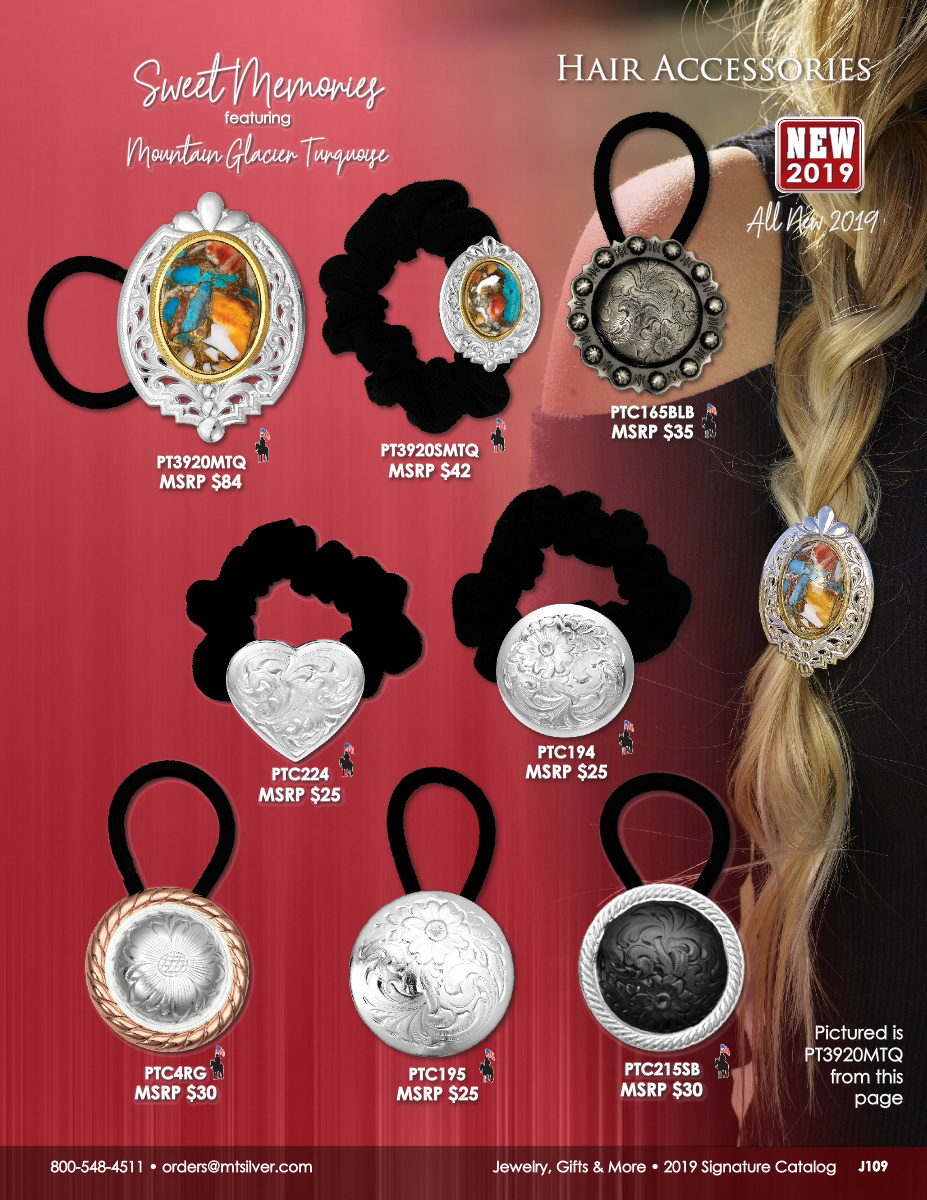 Sweet Memories
featuring
Mountain Glacier Turquoise
HAIR ACCESSORIES
NEW
2019
All New 2019
PT3920MTQ
MSRP $84
PT3920SMTQ
MSRP $42
PTC165BLB
MSRP $35
PTC224
MSRP $25
PTC194
MSRP $25
PTC4RG
MSRP $30
PTC195
MSRP $25
PTC215SB
MSRP $30
Pictured is
PT3920MTQ
from this
page
800-548-4511 • orders@mtsilver.com
Jewelry, Gifts & More • 2019 Signature Catalog J109